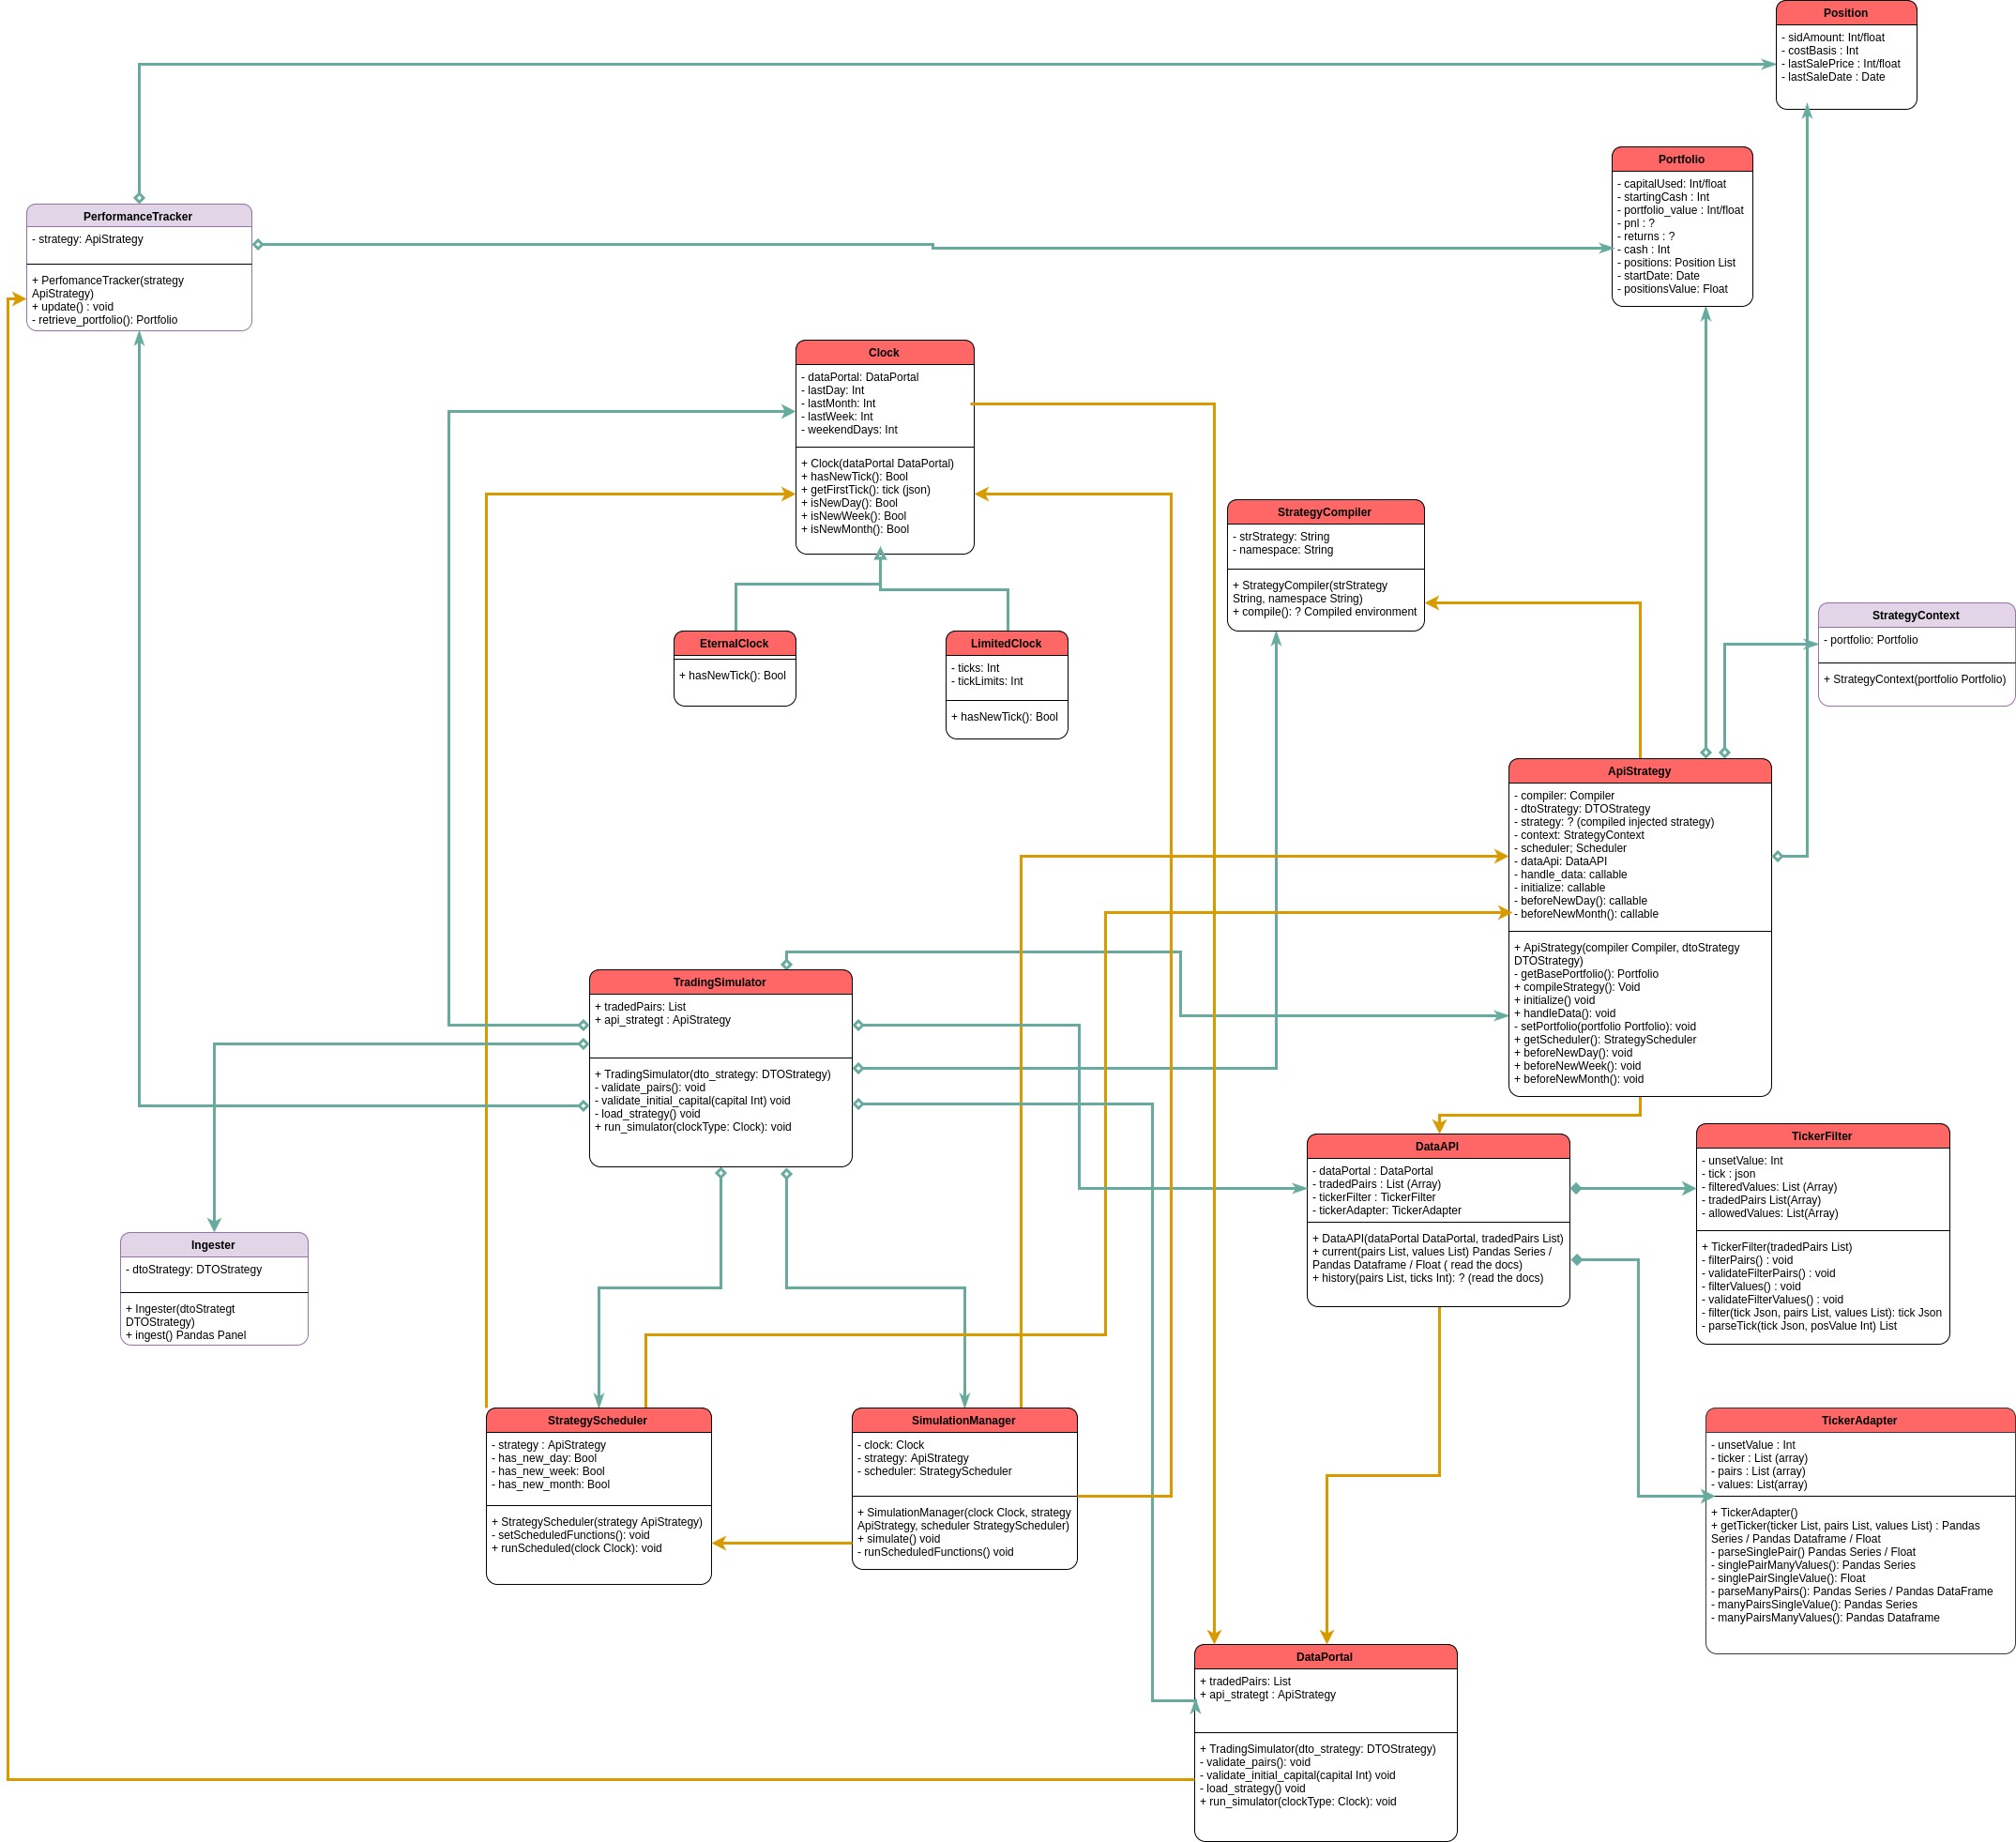 Position
- sidAmount: Int/float
- costBasis : Int
- lastSalePrice : Int/float
- lastSaleDate : Date
Portfolio
- capitalUsed: Int/float
- startingCash : Int
- portfolio_value : Int/float
- pnl : ?
- returns : ?
- cash : Int
- positions: Position List
- startDate: Date
- positionsValue: Float
PerformanceTracker
- strategy: ApiStrategy
+ PerfomanceTracker(strategy
ApiStrategy)
+ update() : void
- retrieve_portfolio(): Portfolio
Clock
- dataPortal: DataPortal
- lastDay: Int
- lastMonth: Int
- lastWeek: Int
- weekendDays: Int
+ Clock(dataPortal DataPortal)
+ hasNewTick(): Bool
+ getFirstTick(): tick (json)
+ isNewDay(): Bool
+ isNewWeek(): Bool
+ isNewMonth(): Bool
StrategyCompiler
- strStrategy: String
- namespace: String
+ StrategyCompiler(strStrategy
String, namespace String)
+ compile(): ? Compiled environment
StrategyContext
- portfolio: Portfolio
+ StrategyContext(portfolio Portfolio)
EternalClock
+ hasNewTick(): Bool
LimitedClock
- ticks: Int
- tickLimits: Int
+ hasNewTick(): Bool
ApiStrategy
- compiler: Compiler
- dtoStrategy: DTOStrategy
- strategy: ? (compiled injected strategy)
- context: StrategyContext
- scheduler; Scheduler
- dataApi: DataAPI
- handle_data: callable
- initialize: callable
- beforeNewDay(): callable
- beforeNewMonth(): callable
+ ApiStrategy(compiler Compiler, dtoStrategy
DTOStrategy)
- getBasePortfolio(): Portfolio
+ compileStrategy(): Void
+ initialize() void
+ handleData(): void
- setPortfolio(portfolio Portfolio): void
+ getScheduler(): StrategyScheduler
+ beforeNewDay(): void
+ beforeNewWeek(): void
+ beforeNewMonth(): void
TradingSimulator
+ tradedPairs: List
+ api_strategt : ApiStrategy
+ TradingSimulator(dto_strategy: DTOStrategy)
- validate_pairs(): void
- validate_initial_capital(capital Int) void
- load_strategy() void
+ run_simulator(clockType: Clock): void
DataAPI
- dataPortal : DataPortal
- tradedPairs : List (Array)
- tickerFilter : TickerFilter
- tickerAdapter: TickerAdapter
+ DataAPI(dataPortal DataPortal, tradedPairs List)
+ current(pairs List, values List) Pandas Series /
Pandas Dataframe / Float ( read the docs)
+ history(pairs List, ticks Int): ? (read the docs)
TickerFilter
- unsetValue: Int
- tick : json
- filteredValues: List (Array)
- tradedPairs List(Array)
- allowedValues: List(Array)
+ TickerFilter(tradedPairs List)
- filterPairs() : void
- validateFilterPairs() : void
- filterValues() : void
- validateFilterValues() : void
- filter(tick Json, pairs List, values List): tick Json
- parseTick(tick Json, posValue Int) List
Ingester
- dtoStrategy: DTOStrategy
+ Ingester(dtoStrategt
DTOStrategy)
+ ingest() Pandas Panel
StrategyScheduler
- strategy : ApiStrategy
- has_new_day: Bool
- has_new_week: Bool
- has_new_month: Bool
+ StrategyScheduler(strategy ApiStrategy)
- setScheduledFunctions(): void
+ runScheduled(clock Clock): void
SimulationManager
- clock: Clock
- strategy: ApiStrategy
- scheduler: StrategyScheduler
+ SimulationManager(clock Clock, strategy
ApiStrategy, scheduler StrategyScheduler)
+ simulate() void
- runScheduledFunctions() void
TickerAdapter
- unsetValue : Int
- ticker : List (array)
- pairs : List (array)
- values: List(array)
+ TickerAdapter()
+ getTicker(ticker List, pairs List, values List) : Pandas
Series / Pandas Dataframe / Float
- parseSinglePair() Pandas Series / Float
- singlePairManyValues(): Pandas Series
- singlePairSingleValue(): Float
- parseManyPairs(): Pandas Series / Pandas DataFrame
- manyPairsSingleValue(): Pandas Series
- manyPairsManyValues(): Pandas Dataframe
DataPortal
+ tradedPairs: List
+ api_strategt : ApiStrategy
+ TradingSimulator(dto_strategy: DTOStrategy)
- validate_pairs(): void
- validate_initial_capital(capital Int) void
- load_strategy() void
+ run_simulator(clockType: Clock): void